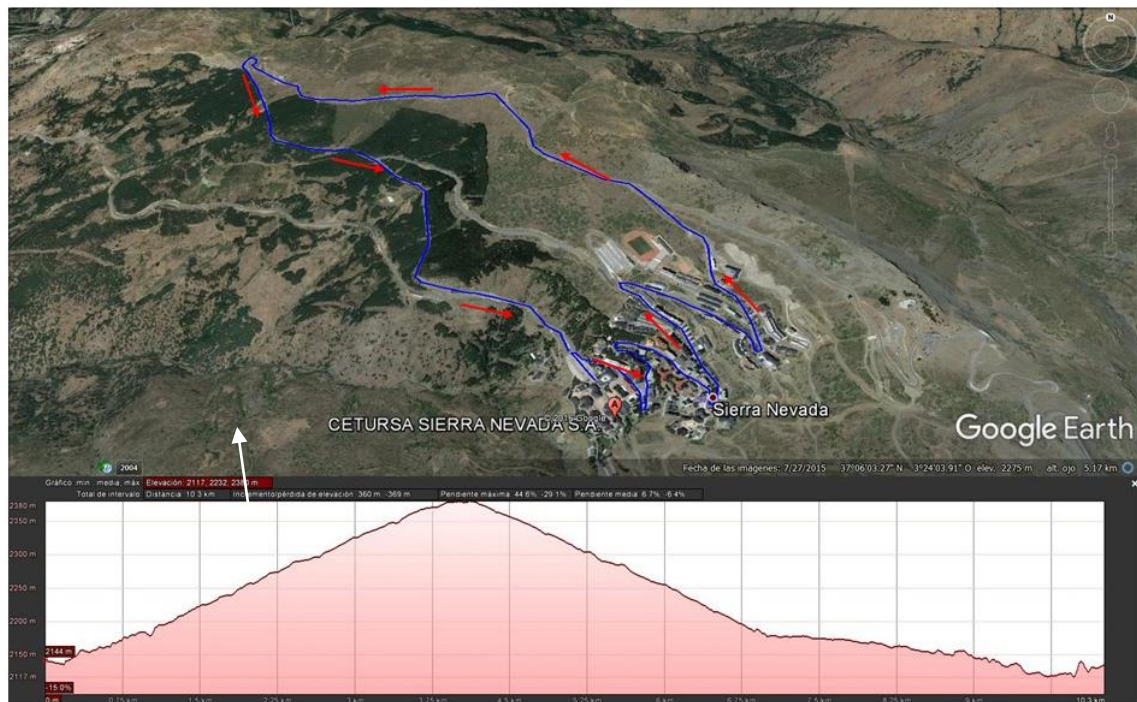 N
A
© 2018 Google
CETURSA SIERRA NEVADA S.A.
Sierra Nevada
Google Earth
2004
Fecha de las imágenes: 7/27/2015 37°06'03.27" N 3°24'03.91" O elev. 2275 m alt. ojo 5.17 km
Gráfico: mín., media, máx. Elevación: 2117, 2232, 2380 m
Total de intervalo: Distancia: 10.3 km Incremento/pérdida de elevación: 360 m, -369 m Pendiente máxima: 44.6%, -29.1% Pendiente media: 6.7%, -6.4%
2380 m
2350 m
2300 m
2250 m
2200 m
2144 m
2150 m
2117 m
-15.0%
0 m 0.75 km 1.5 km 2.25 km 3 km 3.75 km 4.5 km 5.25 km 6 km 6.75 km 7.5 km 8.25 km 9 km 10.3 km